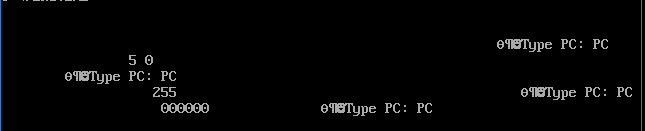 θ¶◙Type PC: PC
5 0
θ¶◙Type PC: PC
255 θ¶◙Type PC: PC
000000 θ¶◙Type PC: PC